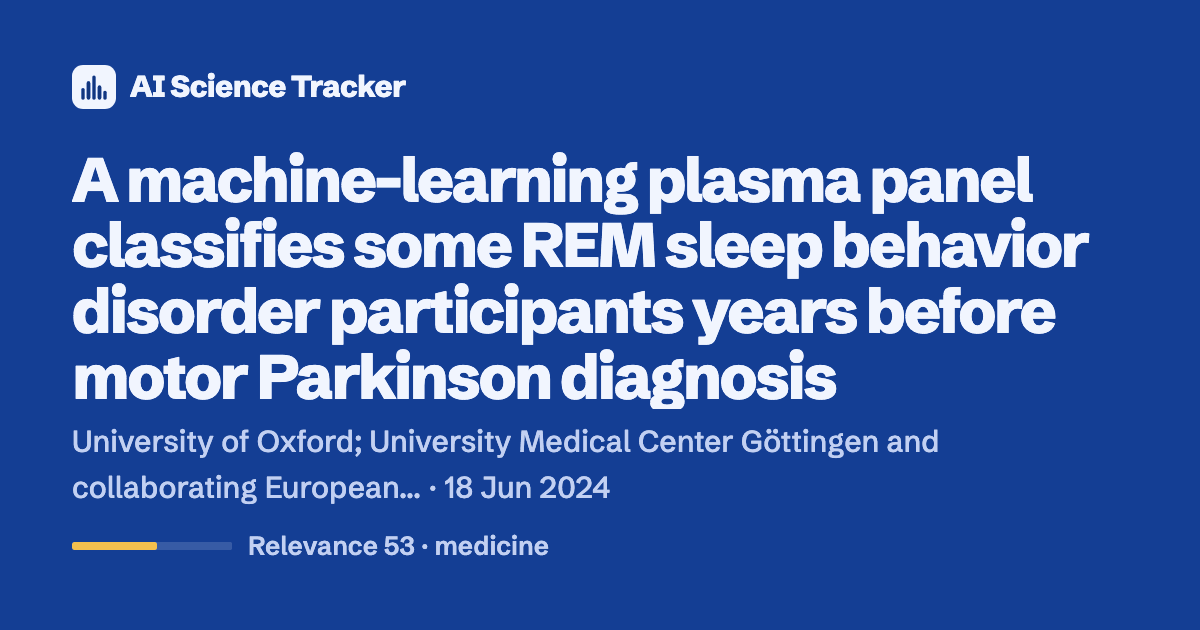 AI Science Tracker
A machine-learning plasma panel
classifies some REM sleep behavior
disorder participants years before
motor Parkinson diagnosis
University of Oxford; University Medical Center Göttingen and
collaborating European... · 18 Jun 2024
Relevance 53 · medicine